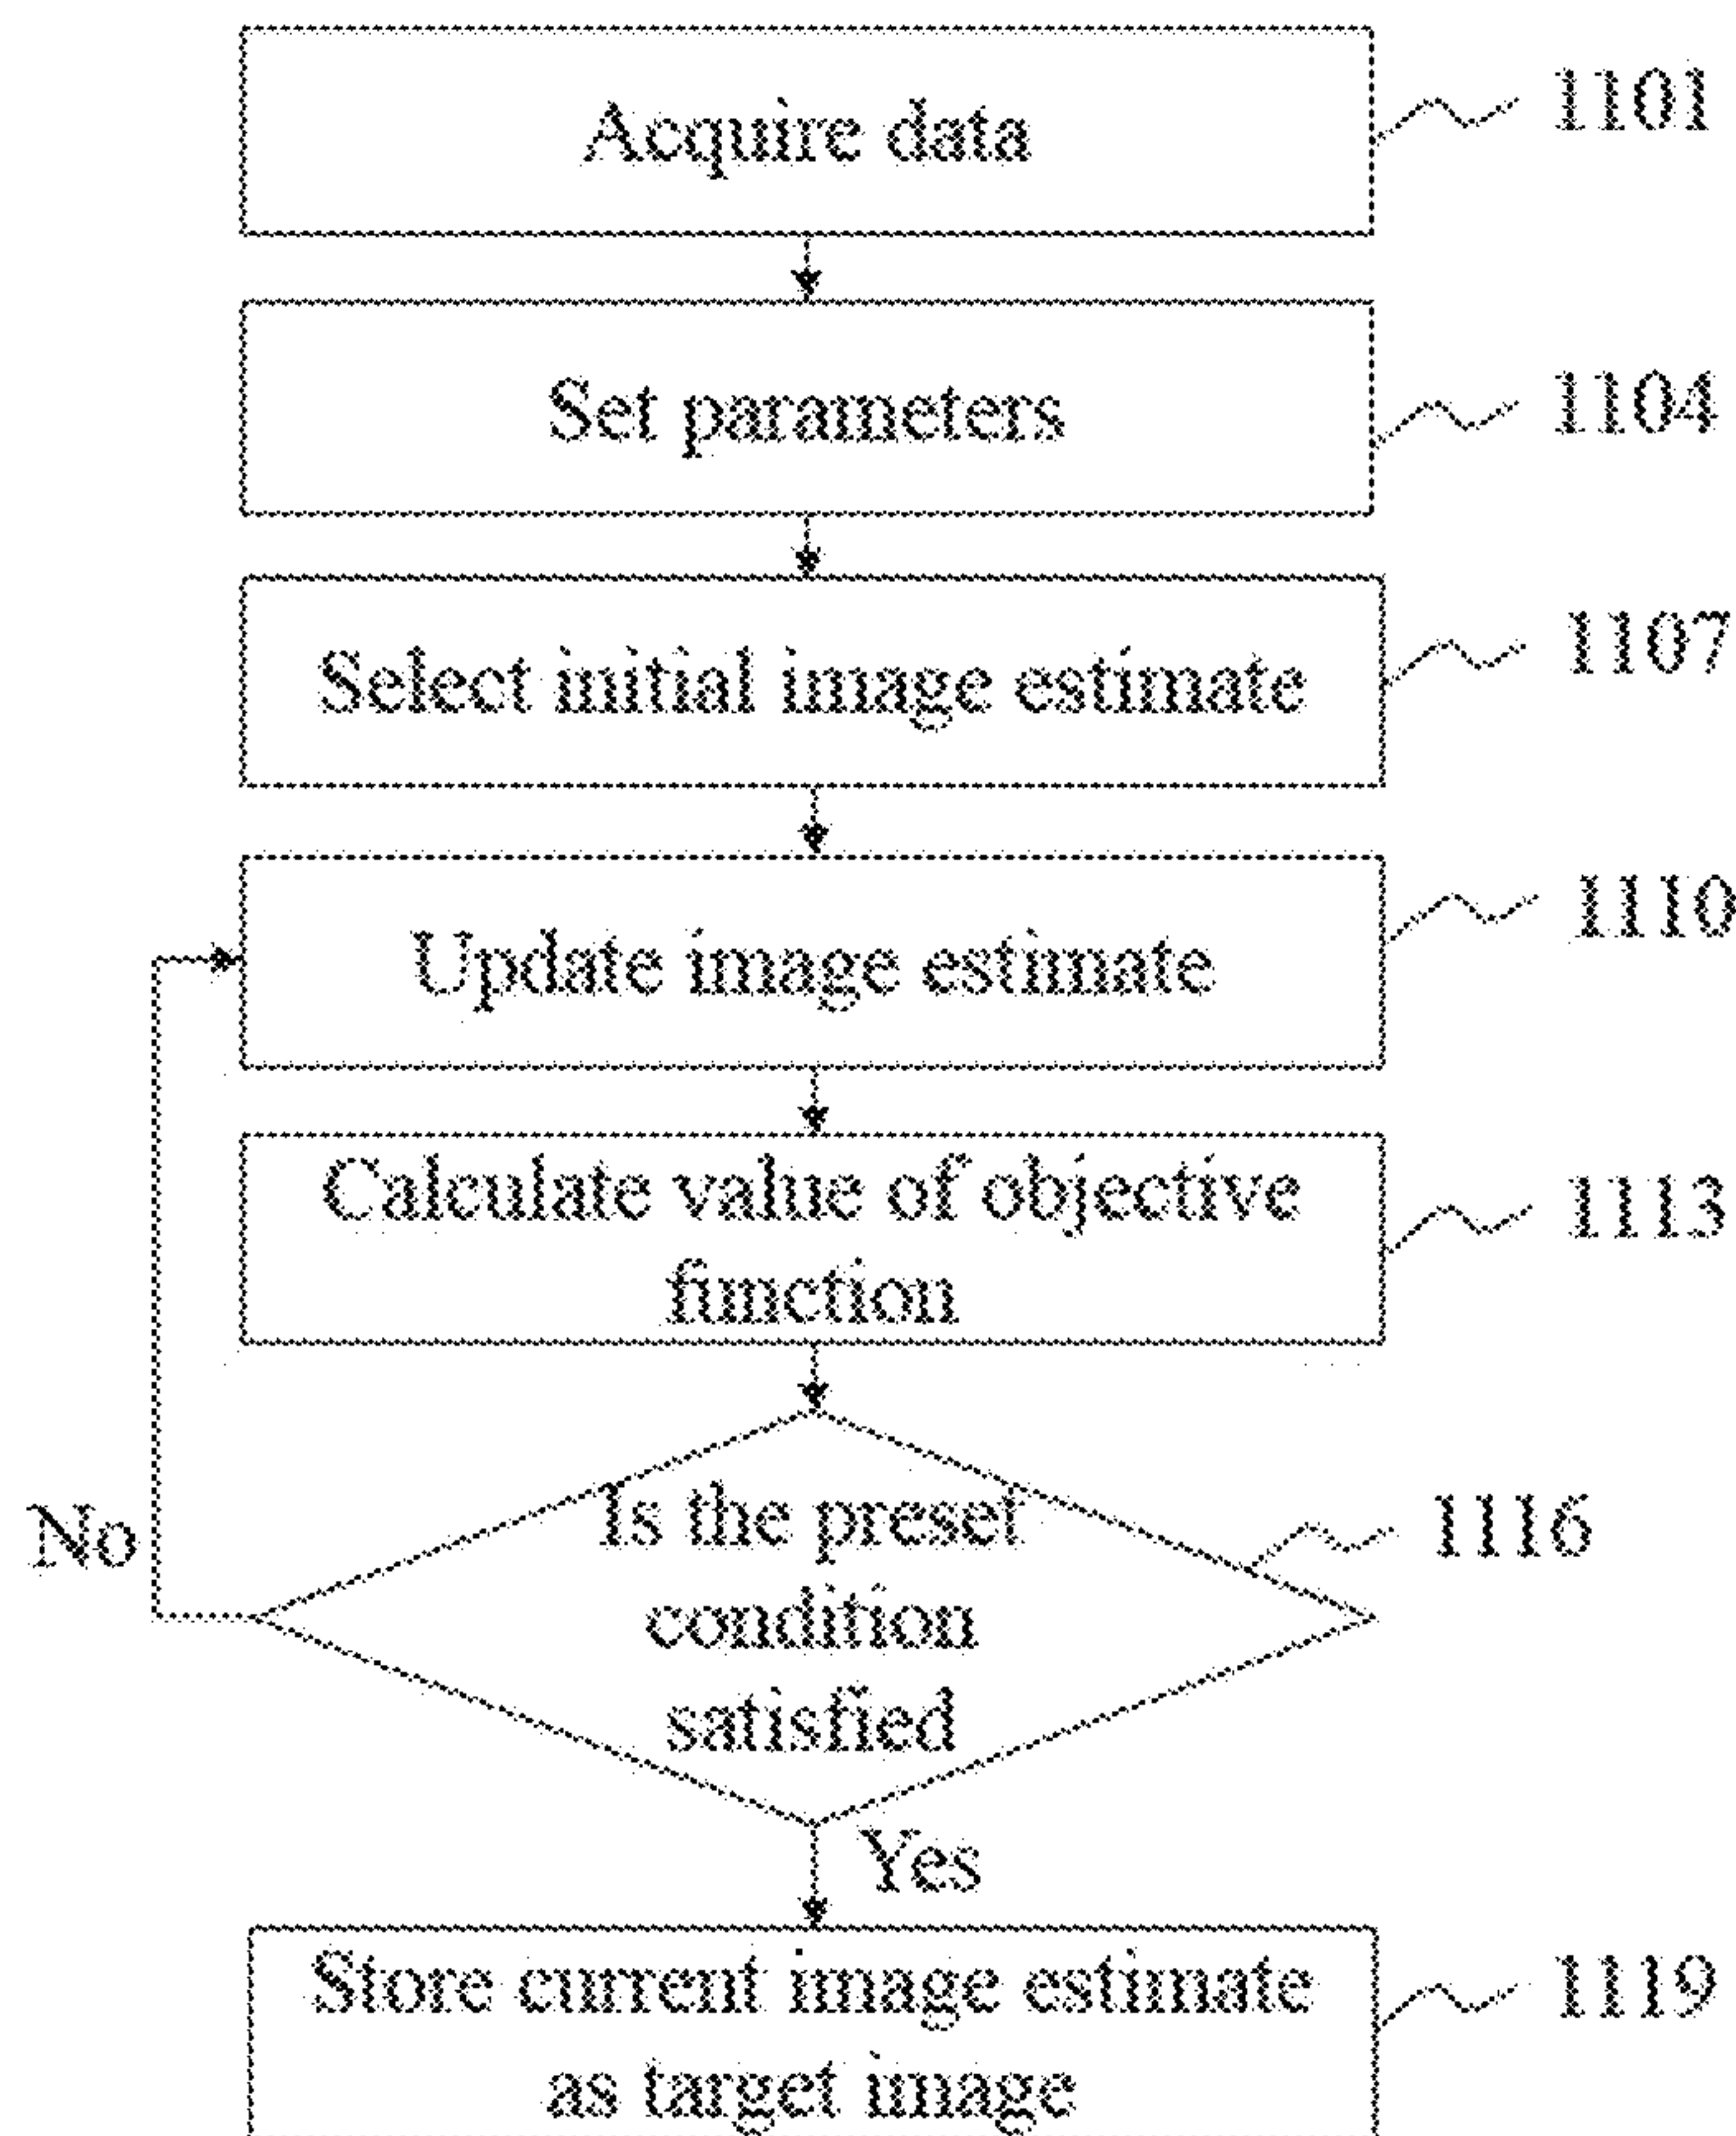 Acquire data
1101
Set parameters
1104
Select initial image estimate
1107
Update image estimate
1110
Calculate value of objective
function
1113
Is the preset
condition
satisfied
1116
No
Yes
Store current image estimate
as target image
1119